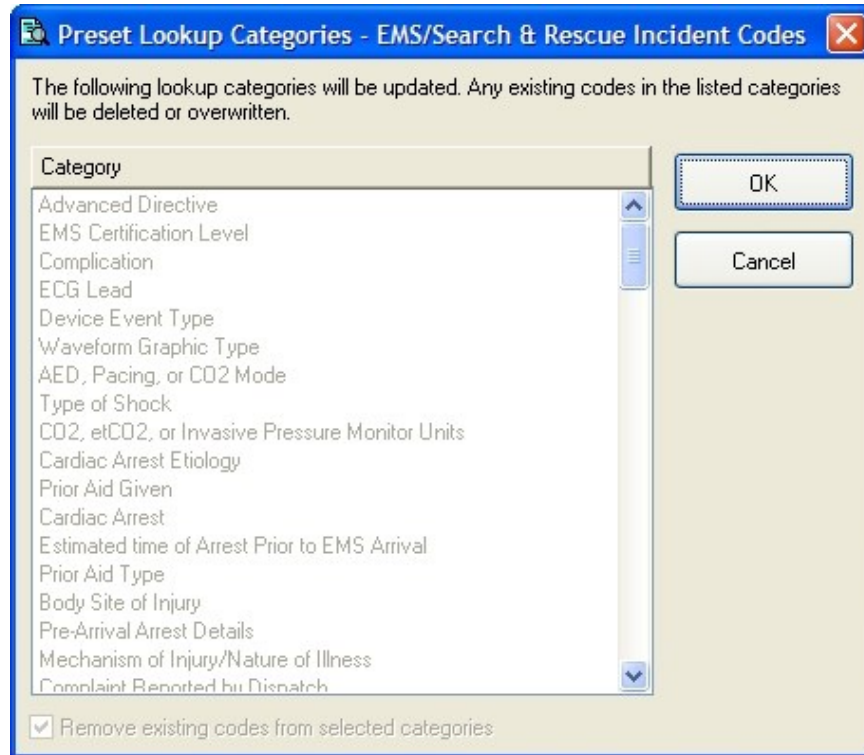 Preset Lookup Categories - EMS/Search & Rescue Incident Codes
The following lookup categories will be updated. Any existing codes in the listed categories
will be deleted or overwritten.
Category
OK
Cancel
Advanced Directive
EMS Certification Level
Complication
ECG Lead
Device Event Type
Waveform Graphic Type
AED, Pacing, or CO2 Mode
Type of Shock
CO2, etCO2, or Invasive Pressure Monitor Units
Cardiac Arrest Etiology
Prior Aid Given
Cardiac Arrest
Estimated time of Arrest Prior to EMS Arrival
Prior Aid Type
Body Site of Injury
Pre-Arrival Arrest Details
Mechanism of Injury/Nature of Illness
Complaint Reported by Dispatch
Remove existing codes from selected categories